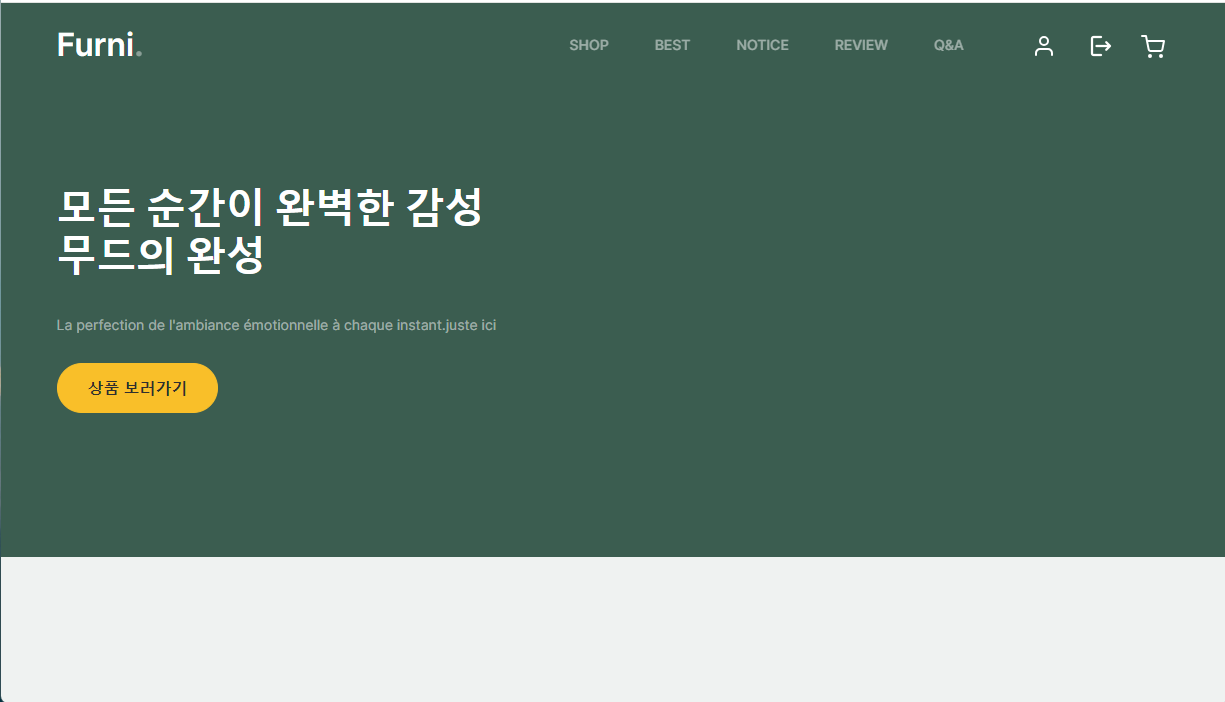 Furni.
SHOP BEST NOTICE REVIEW Q&A
모든 순간이 완벽한 감성
무드의 완성
La perfection de l'ambiance émotionnelle à chaque instant.juste ici
상품 보러가기